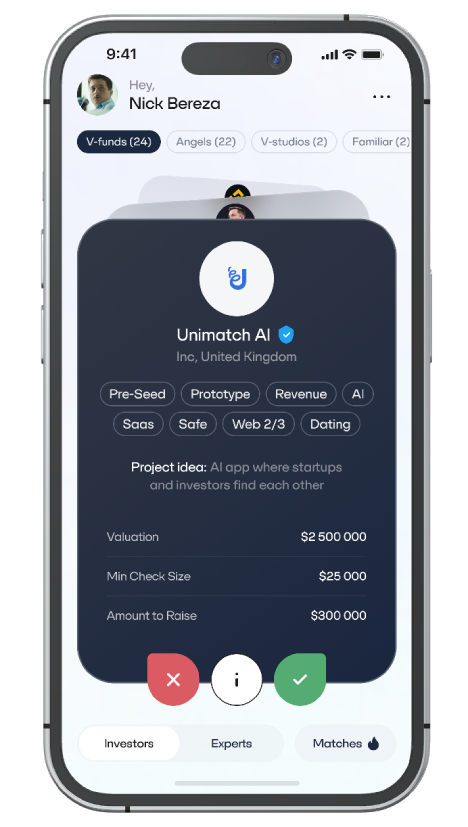 9:41
Hey,
Nick Bereza
V-funds (24) Angels (22) V-studios (2) Familiar (2)
Unimatch AI
Inc, United Kingdom
Pre-Seed Prototype Revenue AI
Saas Safe Web 2/3 Dating
Project idea: AI app where startups
and investors find each other
Valuation $2 500 000
Min Check Size $25 000
Amount to Raise $300 000
Investors Experts Matches